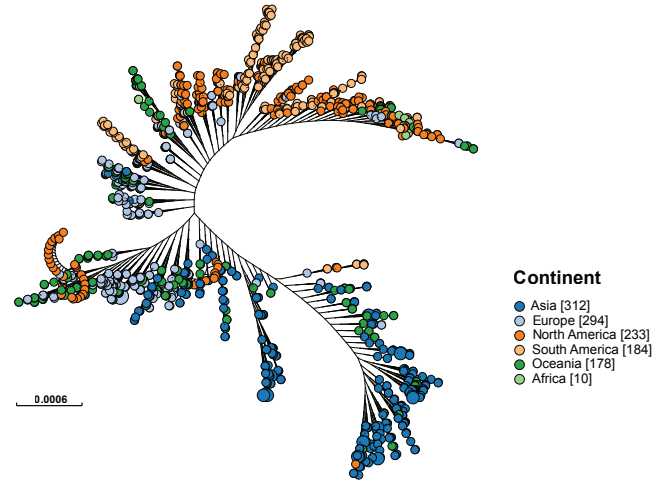 Continent
Asia [312]
Europe [294]
North America [233]
South America [184]
Oceania [178]
Africa [10]
0.0006